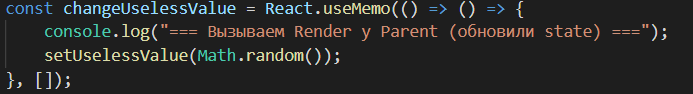 const changeUselessValue = React.useMemo(() => () => {
    console.log("=== Вызываем Render у Parent (обновили state) ===");
    setUselessValue(Math.random());
}, []);